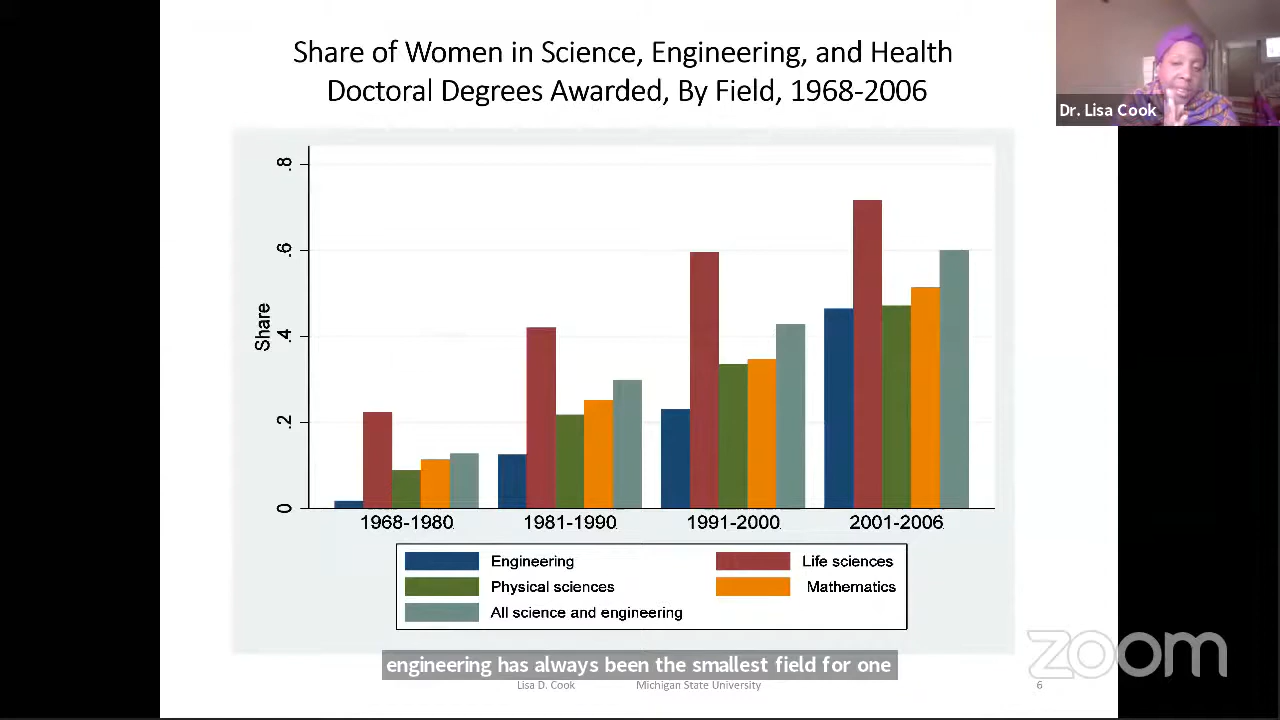 Share of Women in Science, Engineering, and Health
Doctoral Degrees Awarded, By Field, 1968-2006
Dr. Lisa Cook
Share
.8
.6
.4
.2
0
1968-1980
1981-1990
1991-2000
2001-2006
Engineering
Life sciences
Physical sciences
Mathematics
All science and engineering
engineering has always been the smallest field for one
Lisa D. Cook
Michigan State University
6
zoom